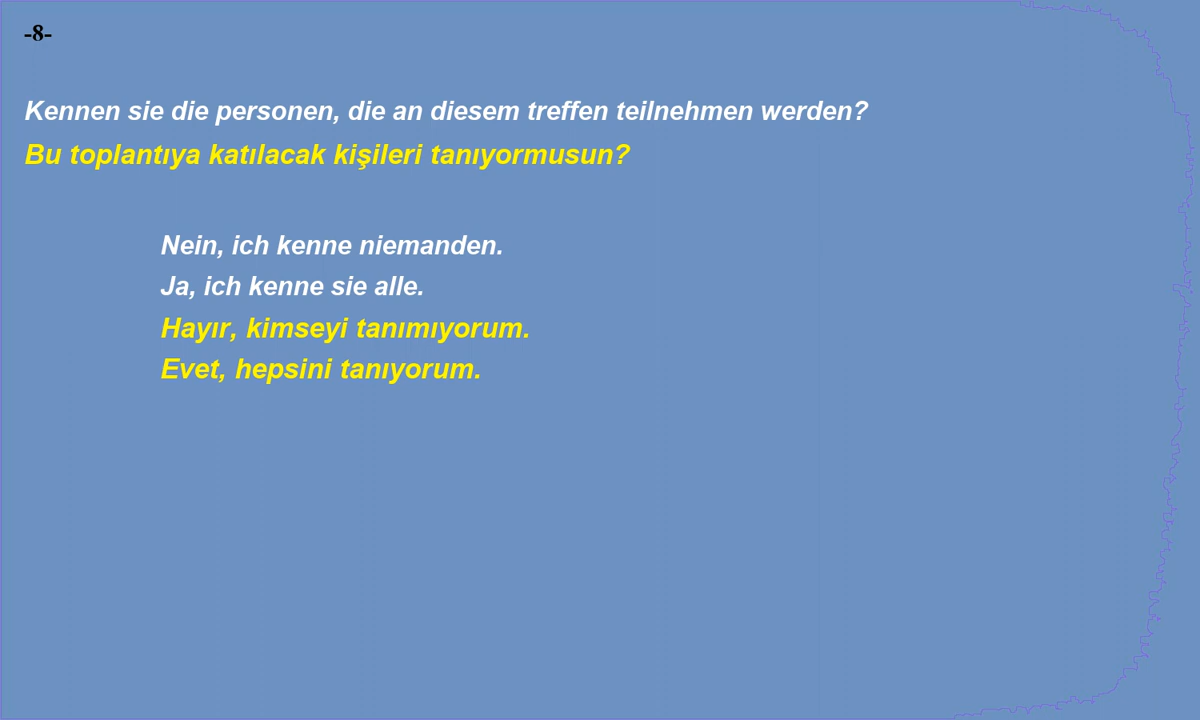 -8-
Kennen sie die personen, die an diesem treffen teilnehmen werden?
Bu toplantıya katılacak kişileri tanıyormusun?
Nein, ich kenne niemanden.
Ja, ich kenne sie alle.
Hayır, kimseyi tanımıyorum.
Evet, hepsini tanıyorum.